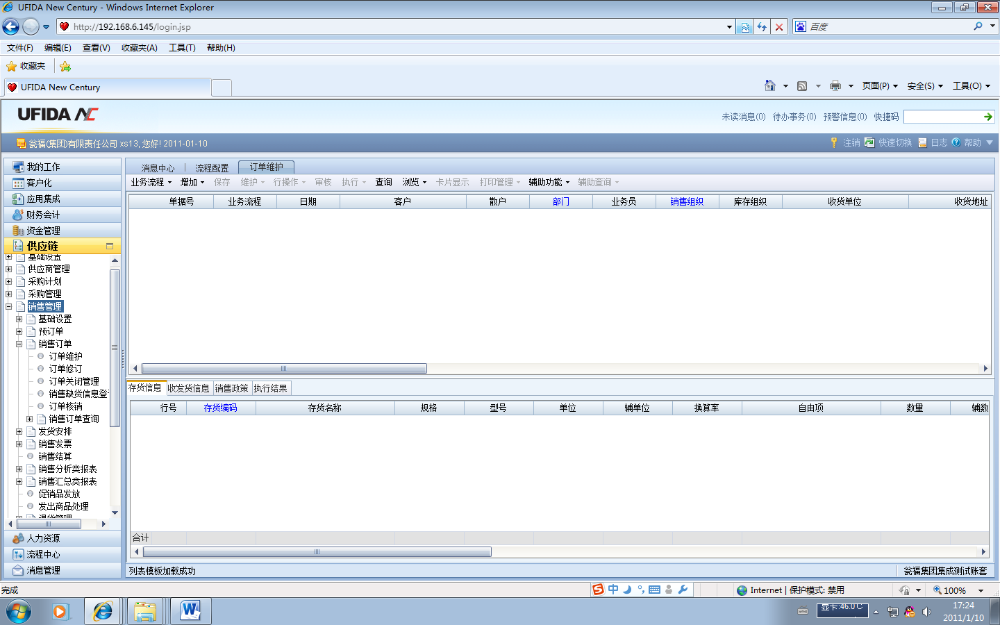 UFIDA New Century - Windows Internet Explorer
http://192.168.6.145/login.jsp
百度
文件(F) 编辑(E) 查看(V) 收藏夹(A) 工具(T) 帮助(H)
收藏夹
UFIDA New Century
页面(P) 安全(S) 工具(O)
UFIDA NC
未读消息(0) 待办事务(0) 预警信息(0) 快捷码
瓮福(集团)有限责任公司 xs13, 您好! 2011-01-10
注销 快速切换 日志 帮助
我的工作
客户化
应用集成
财务会计
资金管理
供应链
基础设置
供应商管理
采购计划
采购管理
销售管理
基础设置
预订单
销售订单
订单维护
订单修订
订单关闭管理
销售缺货信息登
订单核销
销售订单查询
发货安排
销售发票
销售结算
销售分析类报表
销售汇总类报表
促销品发放
发出商品处理
退货管理
人力资源
流程中心
消息管理
消息中心 流程配置 订单维护
业务流程 增加 保存 维护 行操作 审核 执行 查询 浏览 卡片显示 打印管理 辅助功能 辅助查询
单据号 业务流程 日期 客户 散户 部门 业务员 销售组织 库存组织 收货单位 收货地址
存货信息 收发货信息 销售政策 执行结果
行号 存货编码 存货名称 规格 型号 单位 辅单位 换算率 自由项 数量 辅数
合计
列表模板加载成功
瓮福集团集成测试账套
完成
中
Internet | 保护模式: 禁用
100%
显卡:46.0℃
17:24
2011/1/10